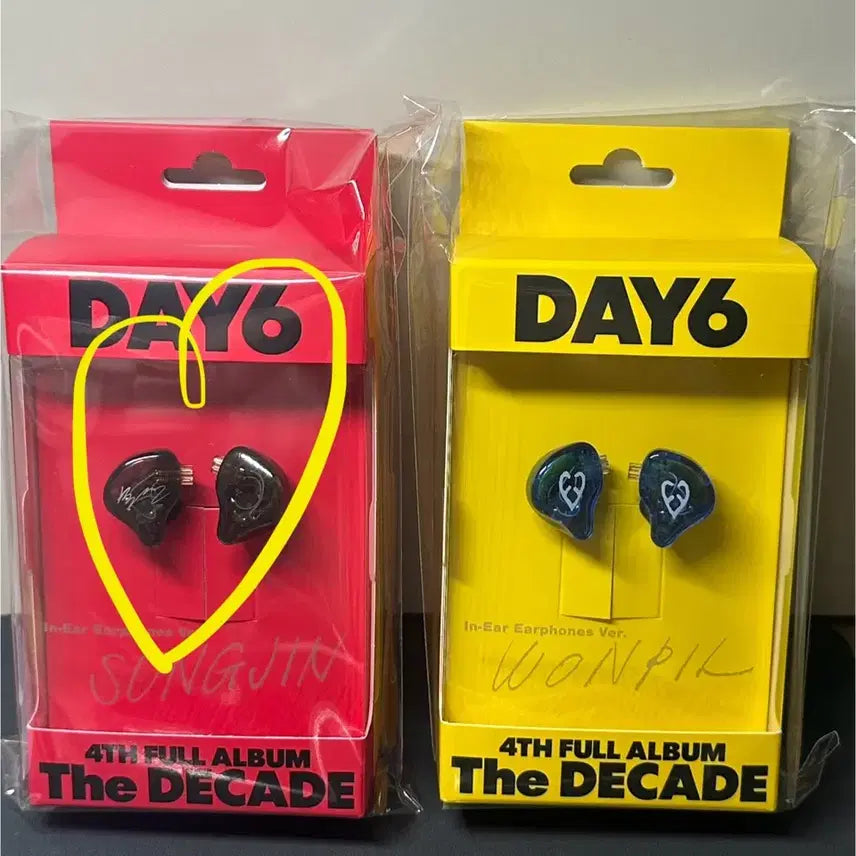 DAY6
In-Ear Earphones Ver.
SUNGJIN
4TH FULL ALBUM
The DECADE
DAY6
In-Ear Earphones Ver.
WONPIL
4TH FULL ALBUM
The DECADE